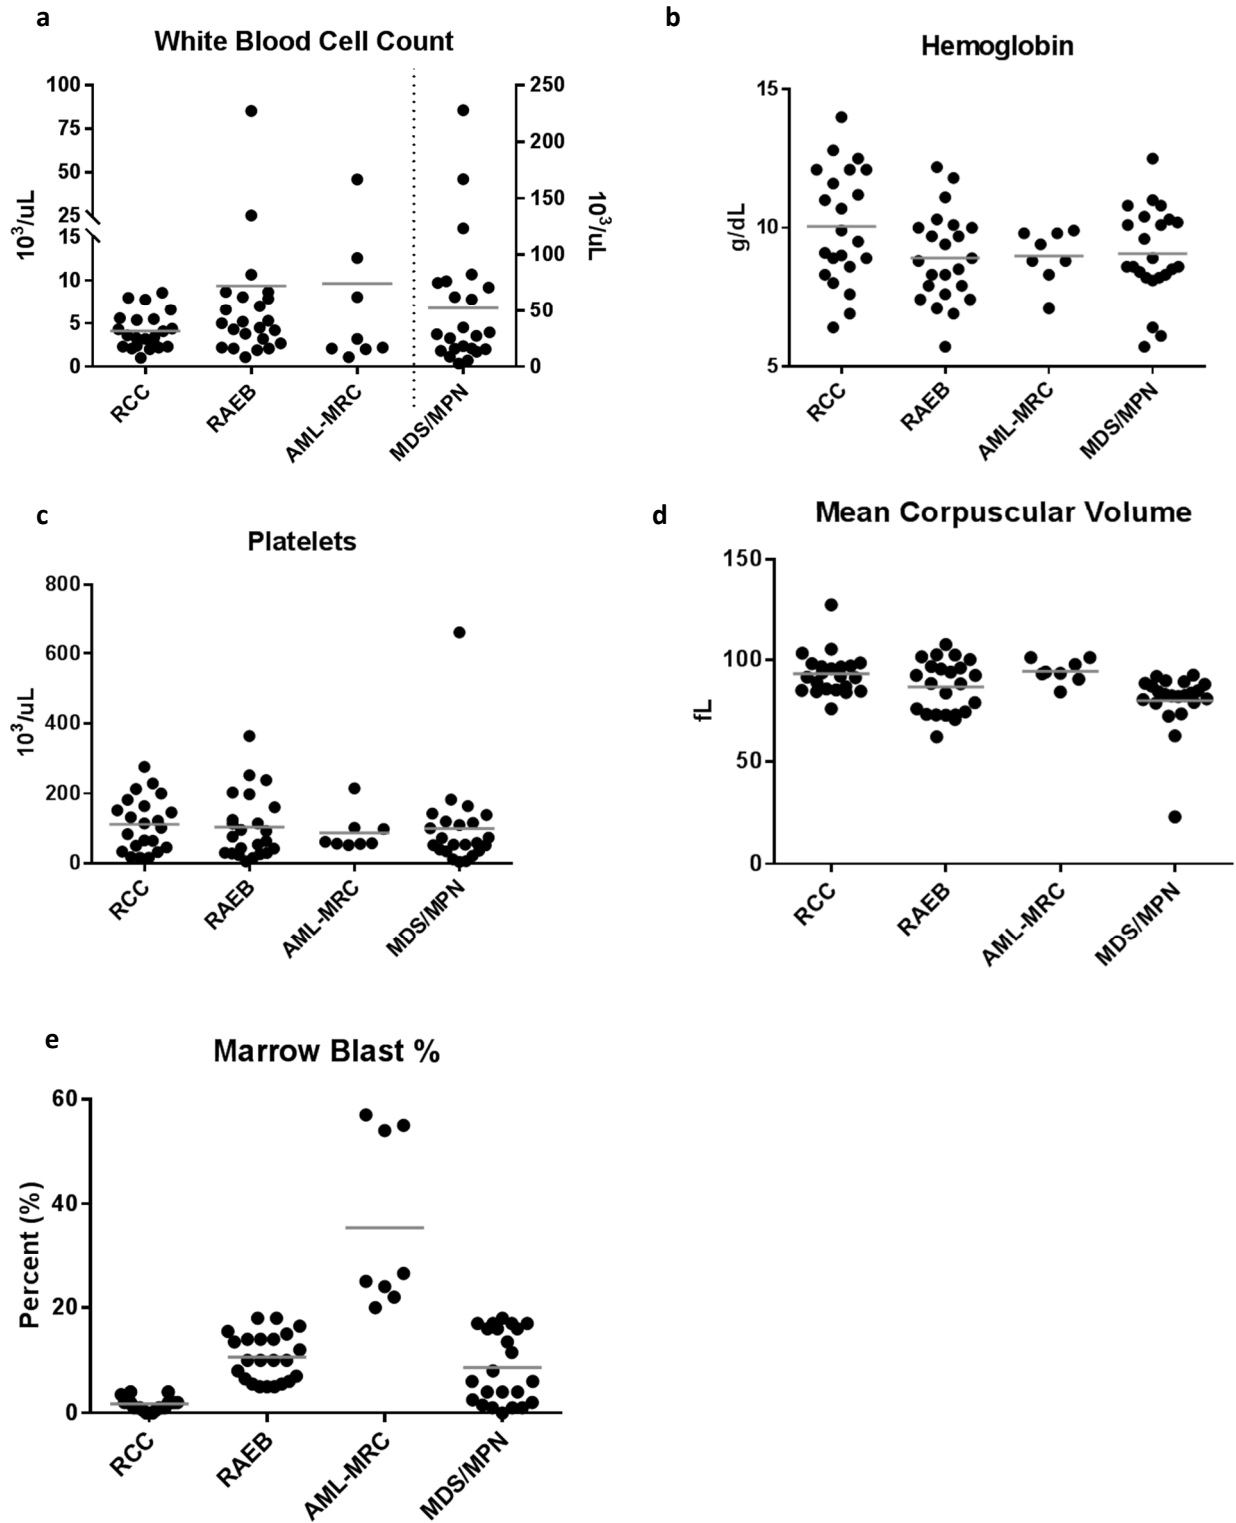 a
White Blood Cell Count
100
75
50
25
15
10
5
0
10³/uL
250
200
150
100
50
0
10³/uL
RCC
RAEB
AML-MRC
MDS/MPN
b
Hemoglobin
15
10
5
g/dL
RCC
RAEB
AML-MRC
MDS/MPN
c
Platelets
800
600
400
200
0
10³/uL
RCC
RAEB
AML-MRC
MDS/MPN
d
Mean Corpuscular Volume
150
100
50
0
fL
RCC
RAEB
AML-MRC
MDS/MPN
e
Marrow Blast %
60
40
20
0
Percent (%)
RCC
RAEB
AML-MRC
MDS/MPN